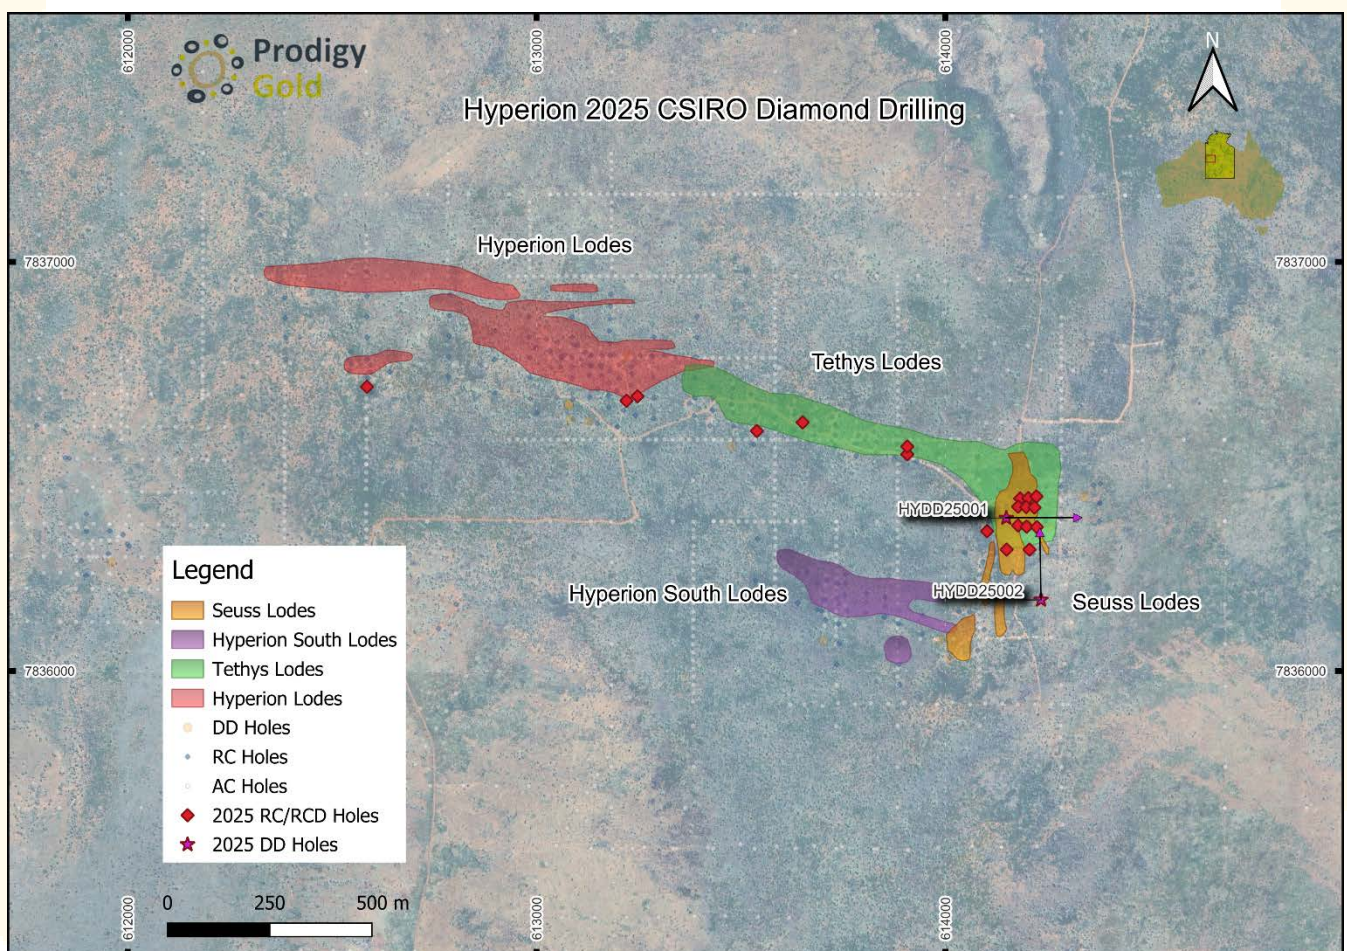 612000
613000
614000
Prodigy
Gold
N
Hyperion 2025 CSIRO Diamond Drilling
Hyperion Lodes
7837000
7837000
Tethys Lodes
HYDD25001
Hyperion South Lodes
HYDD25002
Seuss Lodes
Legend
Seuss Lodes
Hyperion South Lodes
Tethys Lodes
Hyperion Lodes
DD Holes
RC Holes
AC Holes
2025 RC/RCD Holes
2025 DD Holes
7836000
7836000
0 250 500 m
612000
613000
614000